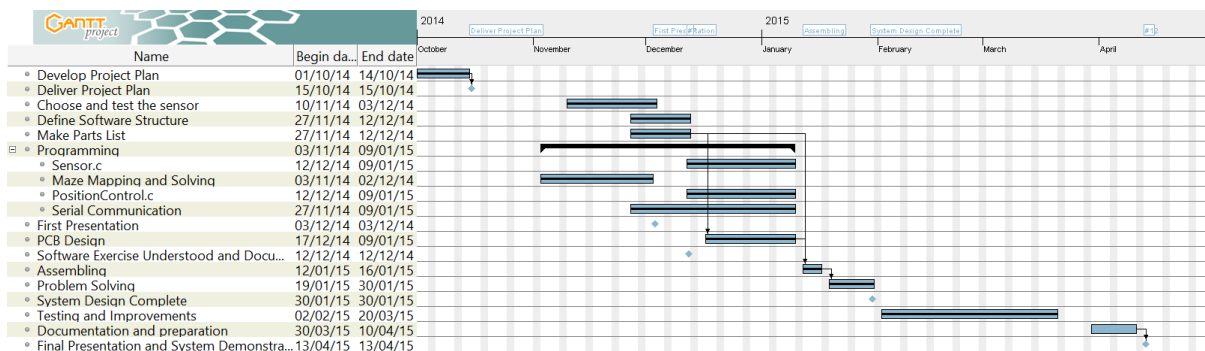 GANTT
project
2014 2015
Deliver Project Plan First Pres Assembling System Design Complete #12
October November December January February March April
Name Begin da... End date
Develop Project Plan 01/10/14 14/10/14
Deliver Project Plan 15/10/14 15/10/14
Choose and test the sensor 10/11/14 03/12/14
Define Software Structure 27/11/14 12/12/14
Make Parts List 27/11/14 12/12/14
Programming 03/11/14 09/01/15
Sensor.c 12/12/14 09/01/15
Maze Mapping and Solving 03/11/14 02/12/14
PositionControl.c 12/12/14 09/01/15
Serial Communication 27/11/14 09/01/15
First Presentation 03/12/14 03/12/14
PCB Design 17/12/14 09/01/15
Software Exercise Understood and Docu... 12/12/14 12/12/14
Assembling 12/01/15 16/01/15
Problem Solving 19/01/15 30/01/15
System Design Complete 30/01/15 30/01/15
Testing and Improvements 02/02/15 20/03/15
Documentation and preparation 30/03/15 10/04/15
Final Presentation and System Demonstra... 13/04/15 13/04/15